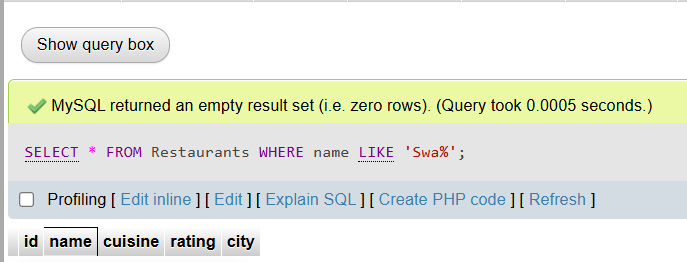 Show query box
MySQL returned an empty result set (i.e. zero rows). (Query took 0.0005 seconds.)
SELECT * FROM Restaurants WHERE name LIKE 'Swa%';
Profiling [ Edit inline ] [ Edit ] [ Explain SQL ] [ Create PHP code ] [ Refresh ]
id name cuisine rating city